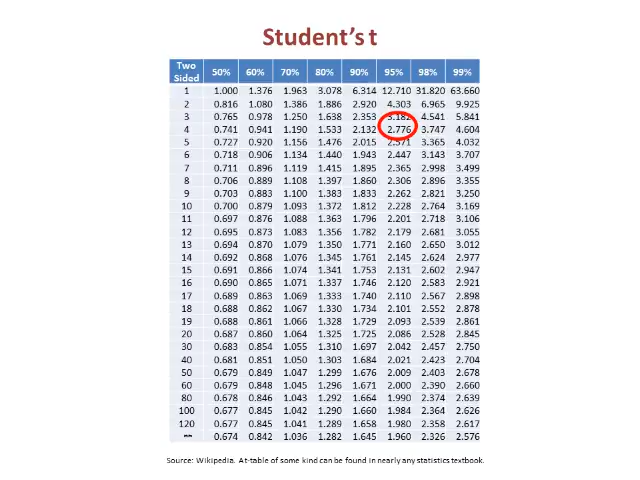 Student's t
Two Sided 50% 60% 70% 80% 90% 95% 98% 99%
1 1.000 1.376 1.963 3.078 6.314 12.710 31.820 63.660
2 0.816 1.080 1.386 1.886 2.920 4.303 6.965 9.925
3 0.765 0.978 1.250 1.638 2.353 3.182 4.541 5.841
4 0.741 0.941 1.190 1.533 2.132 2.776 3.747 4.604
5 0.727 0.920 1.156 1.476 2.015 2.571 3.365 4.032
6 0.718 0.906 1.134 1.440 1.943 2.447 3.143 3.707
7 0.711 0.896 1.119 1.415 1.895 2.365 2.998 3.499
8 0.706 0.889 1.108 1.397 1.860 2.306 2.896 3.355
9 0.703 0.883 1.100 1.383 1.833 2.262 2.821 3.250
10 0.700 0.879 1.093 1.372 1.812 2.228 2.764 3.169
11 0.697 0.876 1.088 1.363 1.796 2.201 2.718 3.106
12 0.695 0.873 1.083 1.356 1.782 2.179 2.681 3.055
13 0.694 0.870 1.079 1.350 1.771 2.160 2.650 3.012
14 0.692 0.868 1.076 1.345 1.761 2.145 2.624 2.977
15 0.691 0.866 1.074 1.341 1.753 2.131 2.602 2.947
16 0.690 0.865 1.071 1.337 1.746 2.120 2.583 2.921
17 0.689 0.863 1.069 1.333 1.740 2.110 2.567 2.898
18 0.688 0.862 1.067 1.330 1.734 2.101 2.552 2.878
19 0.688 0.861 1.066 1.328 1.729 2.093 2.539 2.861
20 0.687 0.860 1.064 1.325 1.725 2.086 2.528 2.845
30 0.683 0.854 1.055 1.310 1.697 2.042 2.457 2.750
40 0.681 0.851 1.050 1.303 1.684 2.021 2.423 2.704
50 0.679 0.849 1.047 1.299 1.676 2.009 2.403 2.678
60 0.679 0.848 1.045 1.296 1.671 2.000 2.390 2.660
80 0.678 0.846 1.043 1.292 1.664 1.990 2.374 2.639
100 0.677 0.845 1.042 1.290 1.660 1.984 2.364 2.626
120 0.677 0.845 1.041 1.289 1.658 1.980 2.358 2.617
∞ 0.674 0.842 1.036 1.282 1.645 1.960 2.326 2.576
Source: Wikipedia. A t-table of some kind can be found in nearly any statistics textbook.